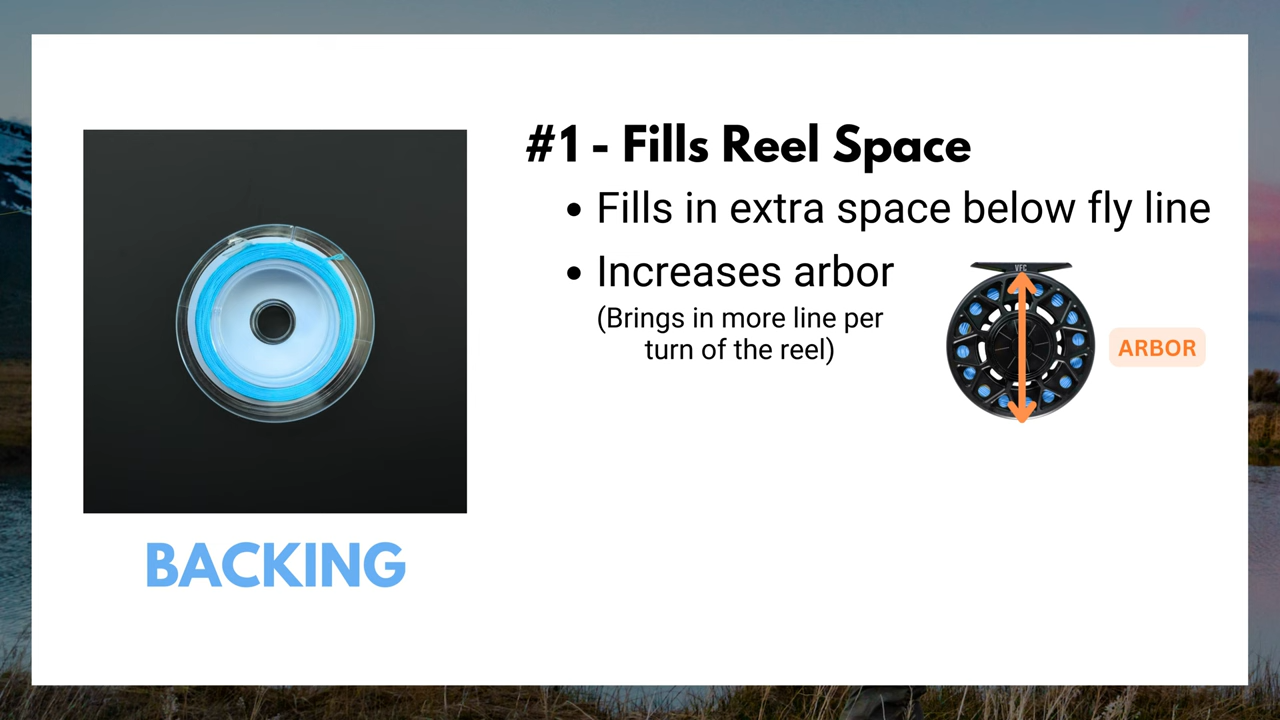 #1 - Fills Reel Space
• Fills in extra space below fly line
• Increases arbor
(Brings in more line per
turn of the reel)
VFC
ARBOR
BACKING